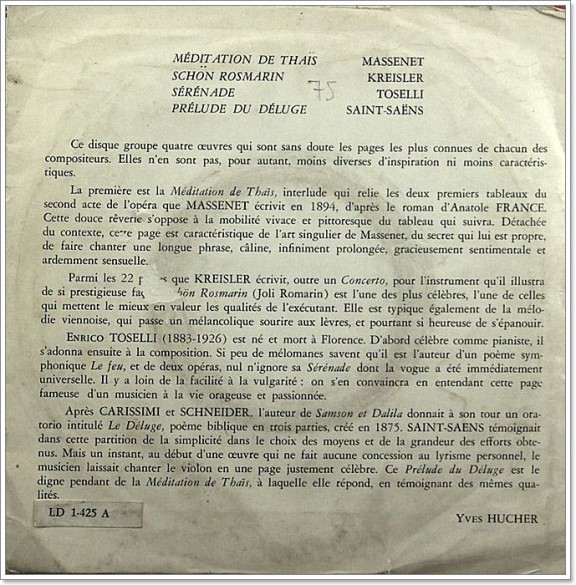 MÉDITATION DE THAÏS MASSENET
SCHÖN ROSMARIN KREISLER
SÉRÉNADE 75 TOSELLI
PRÉLUDE DU DÉLUGE SAINT-SAËNS
Ce disque groupe quatre œuvres qui sont sans doute les pages les plus connues de chacun des
compositeurs. Elles n'en sont pas, pour autant, moins diverses d'inspiration ni moins caractéris-
tiques.
La première est la Méditation de Thaïs, interlude qui relie les deux premiers tableaux du
second acte de l'opéra que MASSENET écrivit en 1894, d'après le roman d'Anatole FRANCE.
Cette douce rêverie s'oppose à la mobilité vivace et pittoresque du tableau qui suivra. Détachée
du contexte, cette page est caractéristique de l'art singulier de Massenet, du secret qui lui est propre,
de faire chanter une longue phrase, câline, infiniment prolongée, gracieusement sentimentale et
ardemment sensuelle.
Parmi les 22 que KREISLER écrivit, outre un Concerto, pour l'instrument qu'il illustra
de si prestigieuse Schön Rosmarin (Joli Romarin) est l'une des plus célèbres, l'une de celles
qui mettent le mieux en valeur les qualités de l'exécutant. Elle est typique également de la mélo-
die viennoise, qui passe un mélancolique sourire aux lèvres, et pourtant si heureuse de s'épanouir.
ENRICO TOSELLI (1883-1926) est né et mort à Florence. D'abord célèbre comme pianiste, il
s'adonna ensuite à la composition. Si peu de mélomanes savent qu'il est l'auteur d'un poème sym-
phonique Le feu, et de deux opéras, nul n'ignore sa Sérénade dont la vogue a été immédiatement
universelle. Il y a loin de la facilité à la vulgarité : on s'en convaincra en entendant cette page
fameuse d'un musicien à la vie orageuse et passionnée.
Après CARISSIMI et SCHNEIDER, l'auteur de Samson et Dalila donnait à son tour un ora-
torio intitulé Le Déluge, poème biblique en trois parties, créé en 1875. SAINT-SAENS témoignait
dans cette partition de la simplicité dans le choix des moyens et de la grandeur des efforts obte-
nus. Mais un instant, au début d'une œuvre qui ne fait aucune concession au lyrisme personnel, le
musicien laissait chanter le violon en une page justement célèbre. Ce Prélude du Déluge est le
digne pendant de la Méditation de Thaïs, à laquelle elle répond, en témoignant des mêmes qua-
lités.
LD 1-425 A
YVES HUCHER